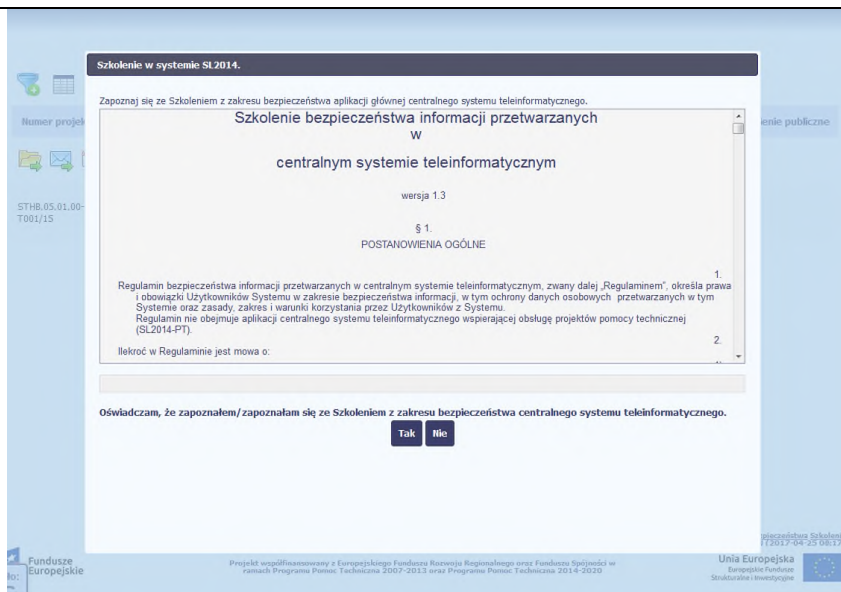 Szkolenie w systemie SL2014.
Zapoznaj się ze Szkoleniem z zakresu bezpieczeństwa aplikacji głównej centralnego systemu teleinformatycznego.
Numer projek
enie publiczne
Szkolenie bezpieczeństwa informacji przetwarzanych
w
centralnym systemie teleinformatycznym
wersja 1.3
STHB.05.01.00-
T001/15
§ 1.
POSTANOWIENIA OGÓLNE
1.
Regulamin bezpieczeństwa informacji przetwarzanych w centralnym systemie teleinformatycznym, zwany dalej „Regulaminem”, określa prawa
i obowiązki Użytkowników Systemu w zakresie bezpieczeństwa informacji, w tym ochrony danych osobowych przetwarzanych w tym
Systemie oraz zasady, zakres i warunki korzystania przez Użytkowników z Systemu.
Regulamin nie obejmuje aplikacji centralnego systemu teleinformatycznego wspierającej obsługę projektów pomocy technicznej
(SL2014-PT).
2.
Ilekroć w Regulaminie jest mowa o:
Oświadczam, że zapoznałem/zapoznałam się ze Szkoleniem z zakresu bezpieczeństwa centralnego systemu teleinformatycznego.
Tak Nie
(2017-04-25 08:17
Fundusze
Europejskie
Projekt współfinansowany z Europejskiego Funduszu Rozwoju Regionalnego oraz Funduszu Spójności w
ramach Programu Pomoc Techniczna 2007-2013 oraz Programu Pomoc Techniczna 2014-2020
Unia Europejska
Europejskie Fundusze
Strukturalne i Inwestycyjne